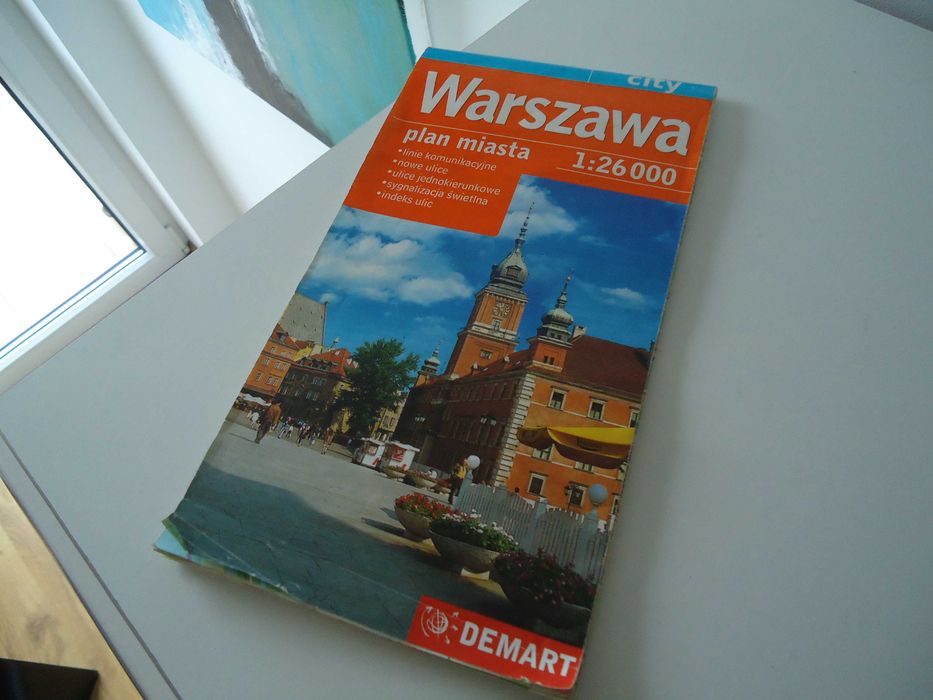 city
Warszawa
plan miasta
1:26 000
•linie komunikacyjne
•nowe ulice
•ulice jednokierunkowe
•sygnalizacja świetlna
•indeks ulic
DEMART